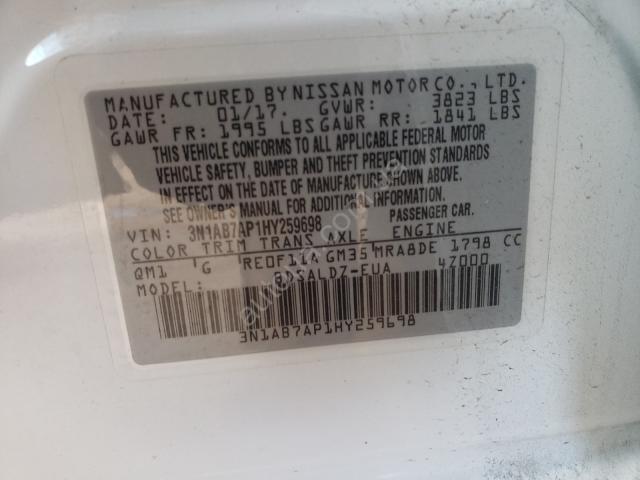 MANUFACTURED BY NISSAN MOTOR CO., LTD.
DATE: 01/17. GVWR: 3823 LBS
GAWR FR: 1995 LBS GAWR RR: 1841 LBS
THIS VEHICLE CONFORMS TO ALL APPLICABLE FEDERAL MOTOR
VEHICLE SAFETY, BUMPER AND THEFT PREVENTION STANDARDS
IN EFFECT ON THE DATE OF MANUFACTURE SHOWN ABOVE.
SEE OWNER'S MANUAL FOR ADDITIONAL INFORMATION
VIN: 3N1AB7AP1HY259698 PASSENGER CAR.
COLOR TRIM TRANS AXLE ENGINE
QM1 'G RE0F11A GM35 MRA8DE 1798 CC
MODEL: BDSALDZ-EUA 4Z000
3N1AB7AP1HY259698